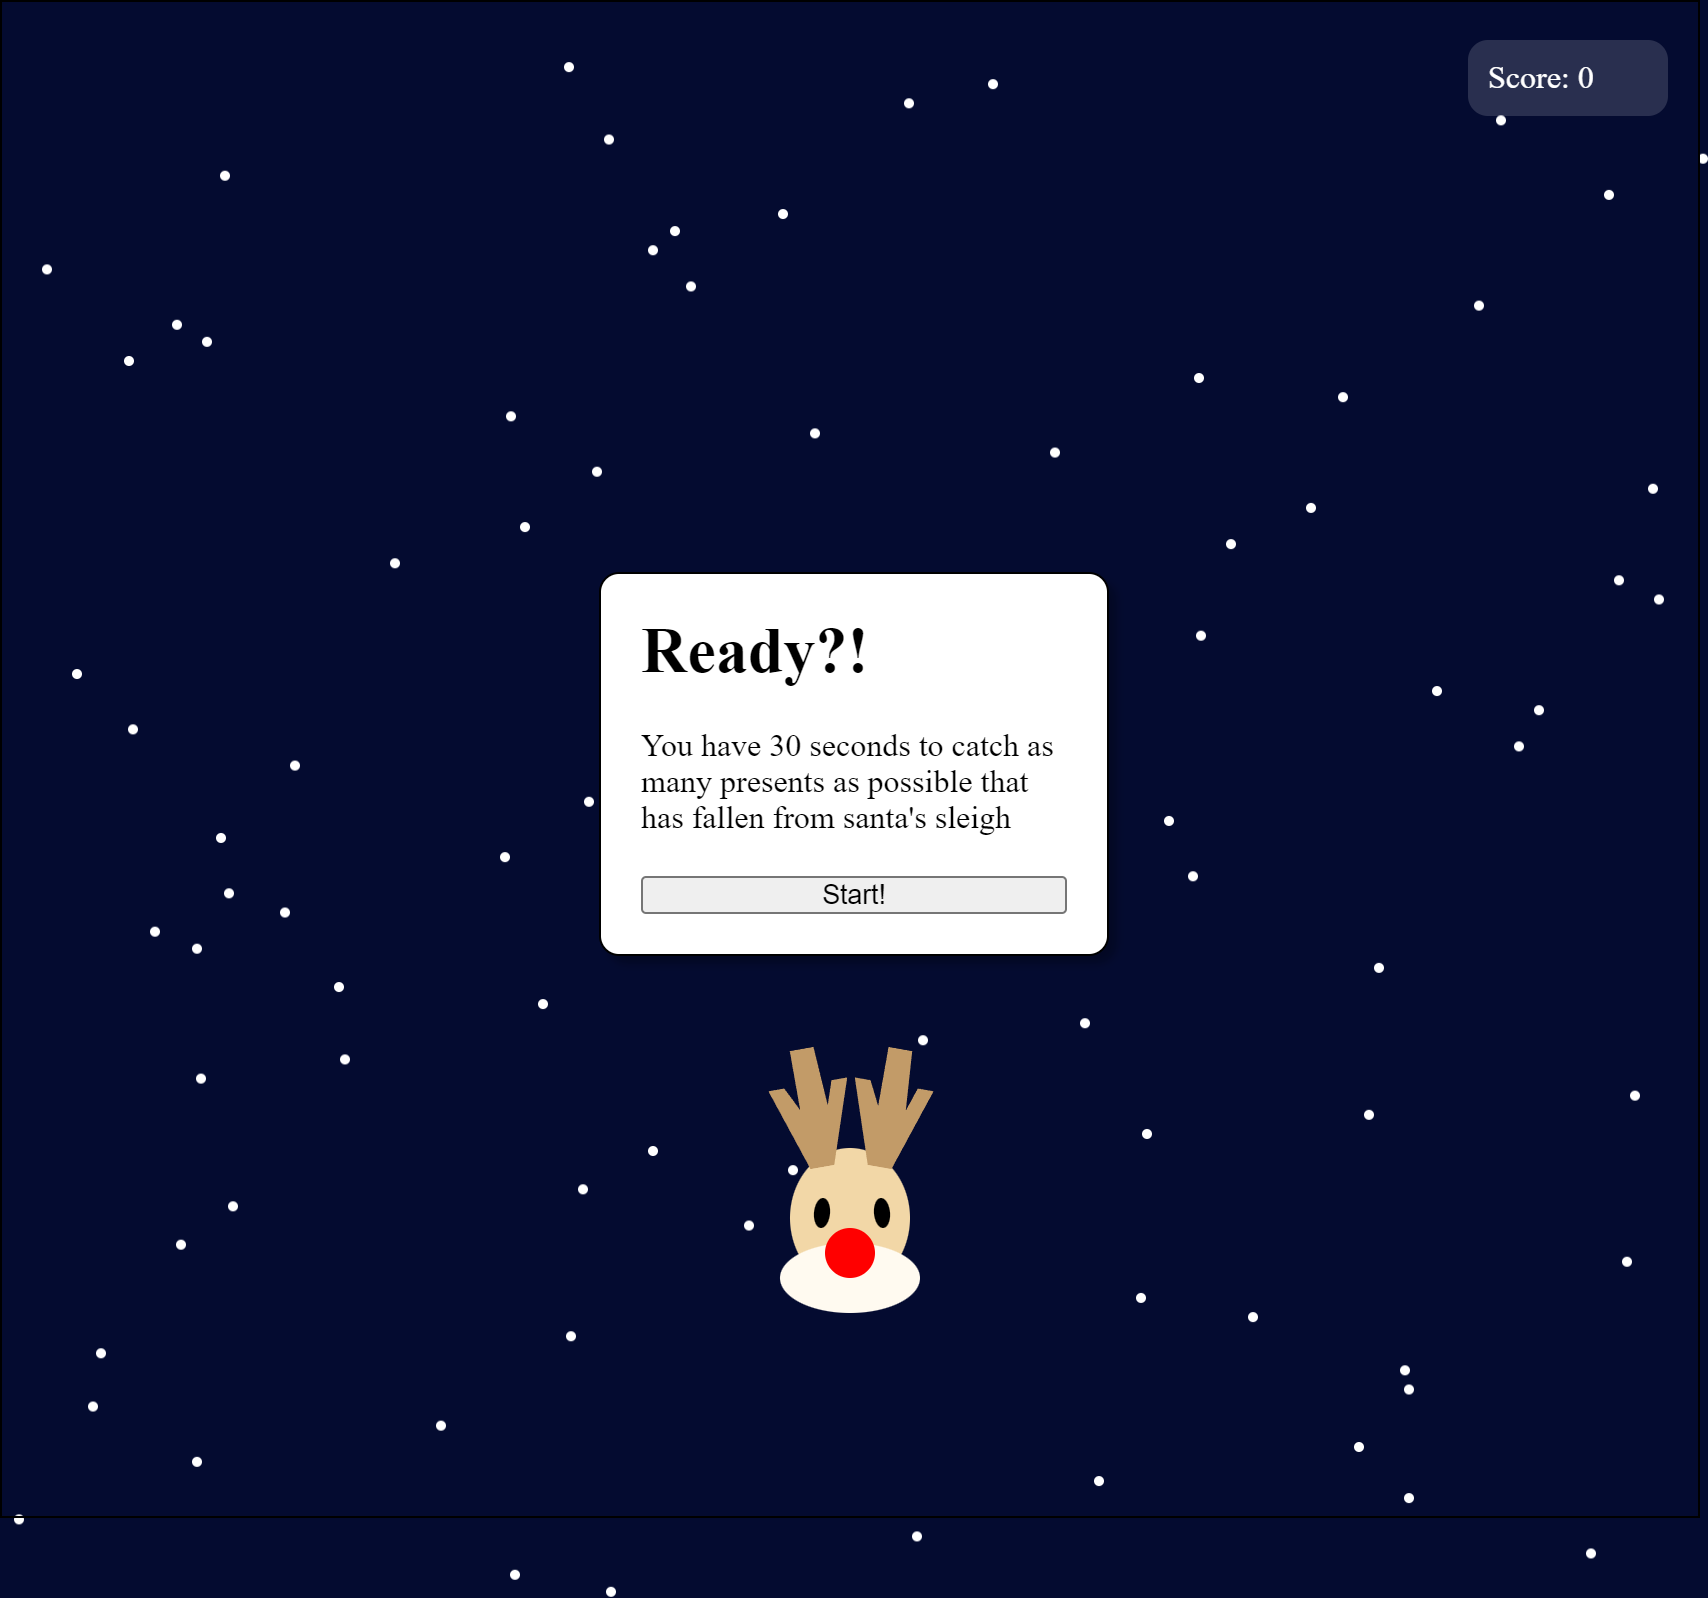 Score: 0
Ready?!
You have 30 seconds to catch as
many presents as possible that
has fallen from santa's sleigh
Start!